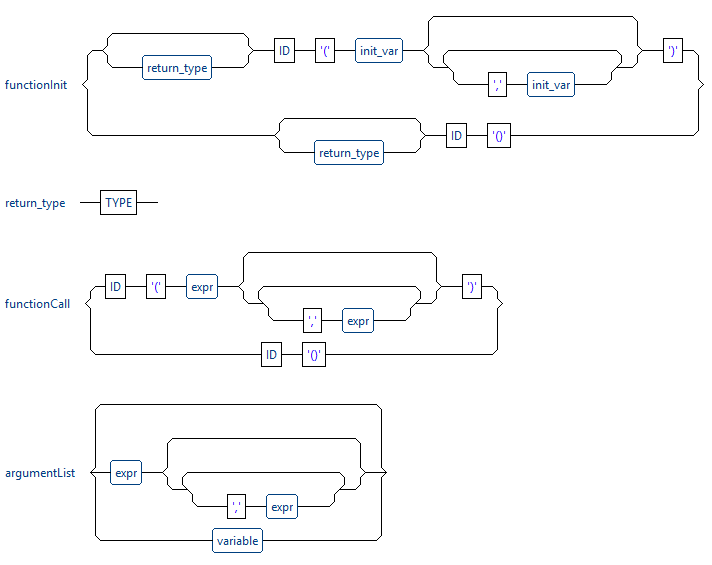 ID '(' init_var ')'
return_type
functionInit ',' init_var
ID '()'
return_type
return_type TYPE
ID '(' expr ')'
functionCall
',' expr
ID '()'
argumentList expr
',' expr
variable